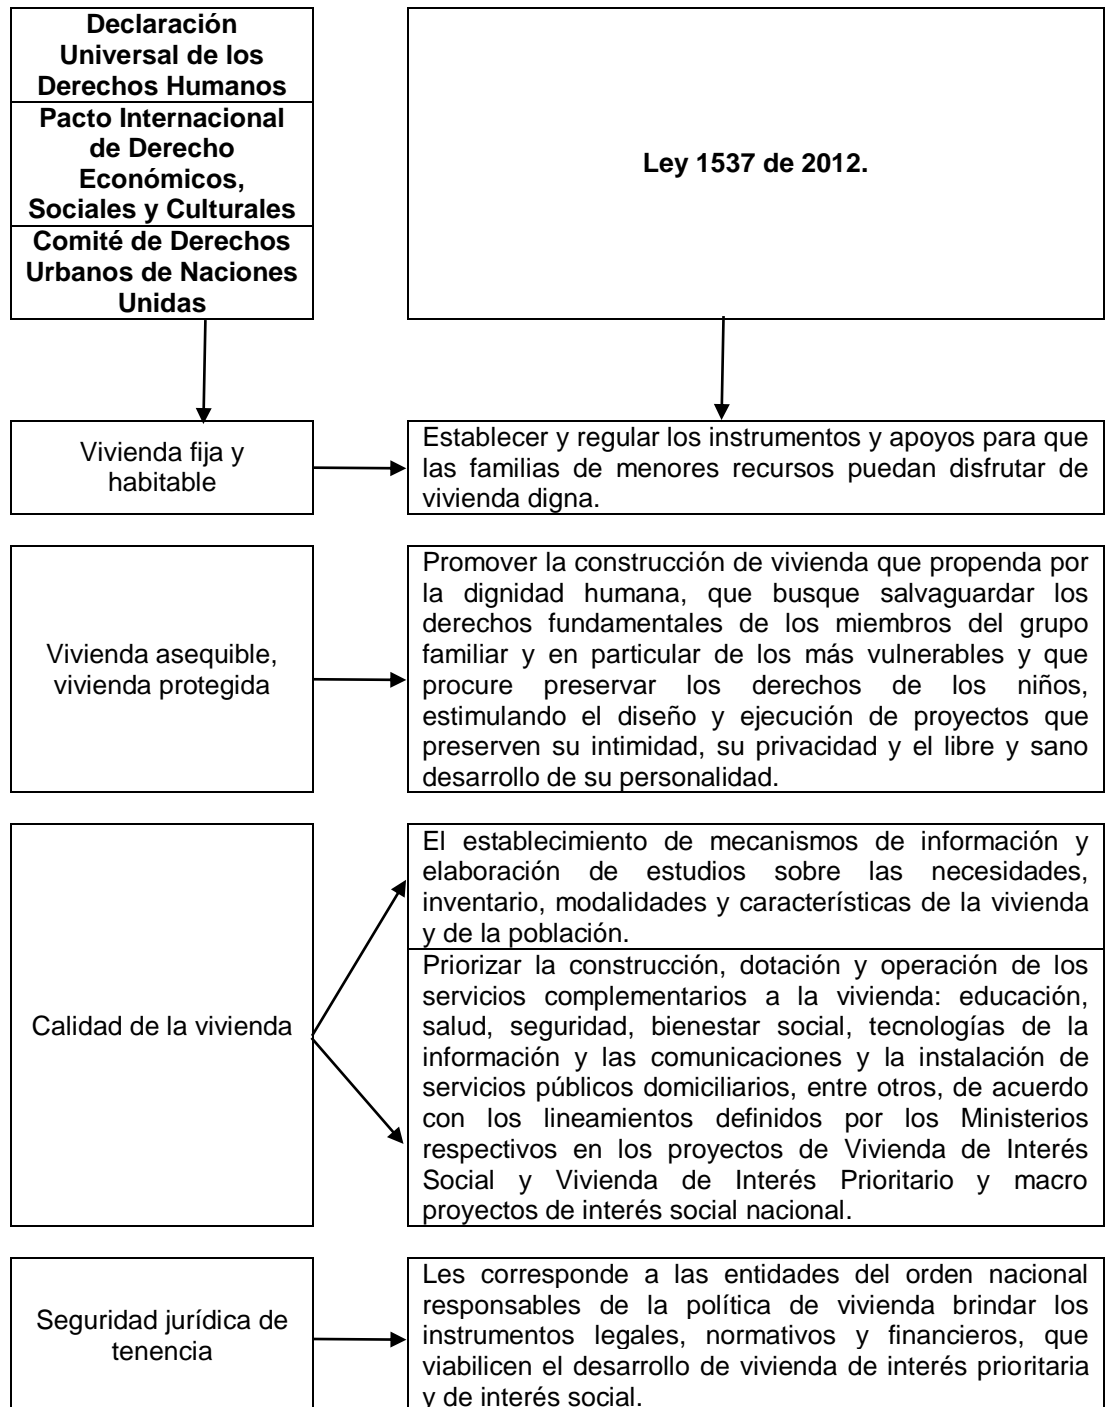 Declaración
Universal de los
Derechos Humanos
Pacto Internacional
de Derecho
Económicos,
Sociales y Culturales
Comité de Derechos
Urbanos de Naciones
Unidas
Ley 1537 de 2012.
Vivienda fija y
habitable
Establecer y regular los instrumentos y apoyos para que
las familias de menores recursos puedan disfrutar de
vivienda digna.
Vivienda asequible,
vivienda protegida
Promover la construcción de vivienda que propenda por
la dignidad humana, que busque salvaguardar los
derechos fundamentales de los miembros del grupo
familiar y en particular de los más vulnerables y que
procure preservar los derechos de los niños,
estimulando el diseño y ejecución de proyectos que
preserven su intimidad, su privacidad y el libre y sano
desarrollo de su personalidad.
Calidad de la vivienda
El establecimiento de mecanismos de información y
elaboración de estudios sobre las necesidades,
inventario, modalidades y características de la vivienda
y de la población.
Priorizar la construcción, dotación y operación de los
servicios complementarios a la vivienda: educación,
salud, seguridad, bienestar social, tecnologías de la
información y las comunicaciones y la instalación de
servicios públicos domiciliarios, entre otros, de acuerdo
con los lineamientos definidos por los Ministerios
respectivos en los proyectos de Vivienda de Interés
Social y Vivienda de Interés Prioritario y macro
proyectos de interés social nacional.
Seguridad jurídica de
tenencia
Les corresponde a las entidades del orden nacional
responsables de la política de vivienda brindar los
instrumentos legales, normativos y financieros, que
viabilicen el desarrollo de vivienda de interés prioritaria
y de interés social.